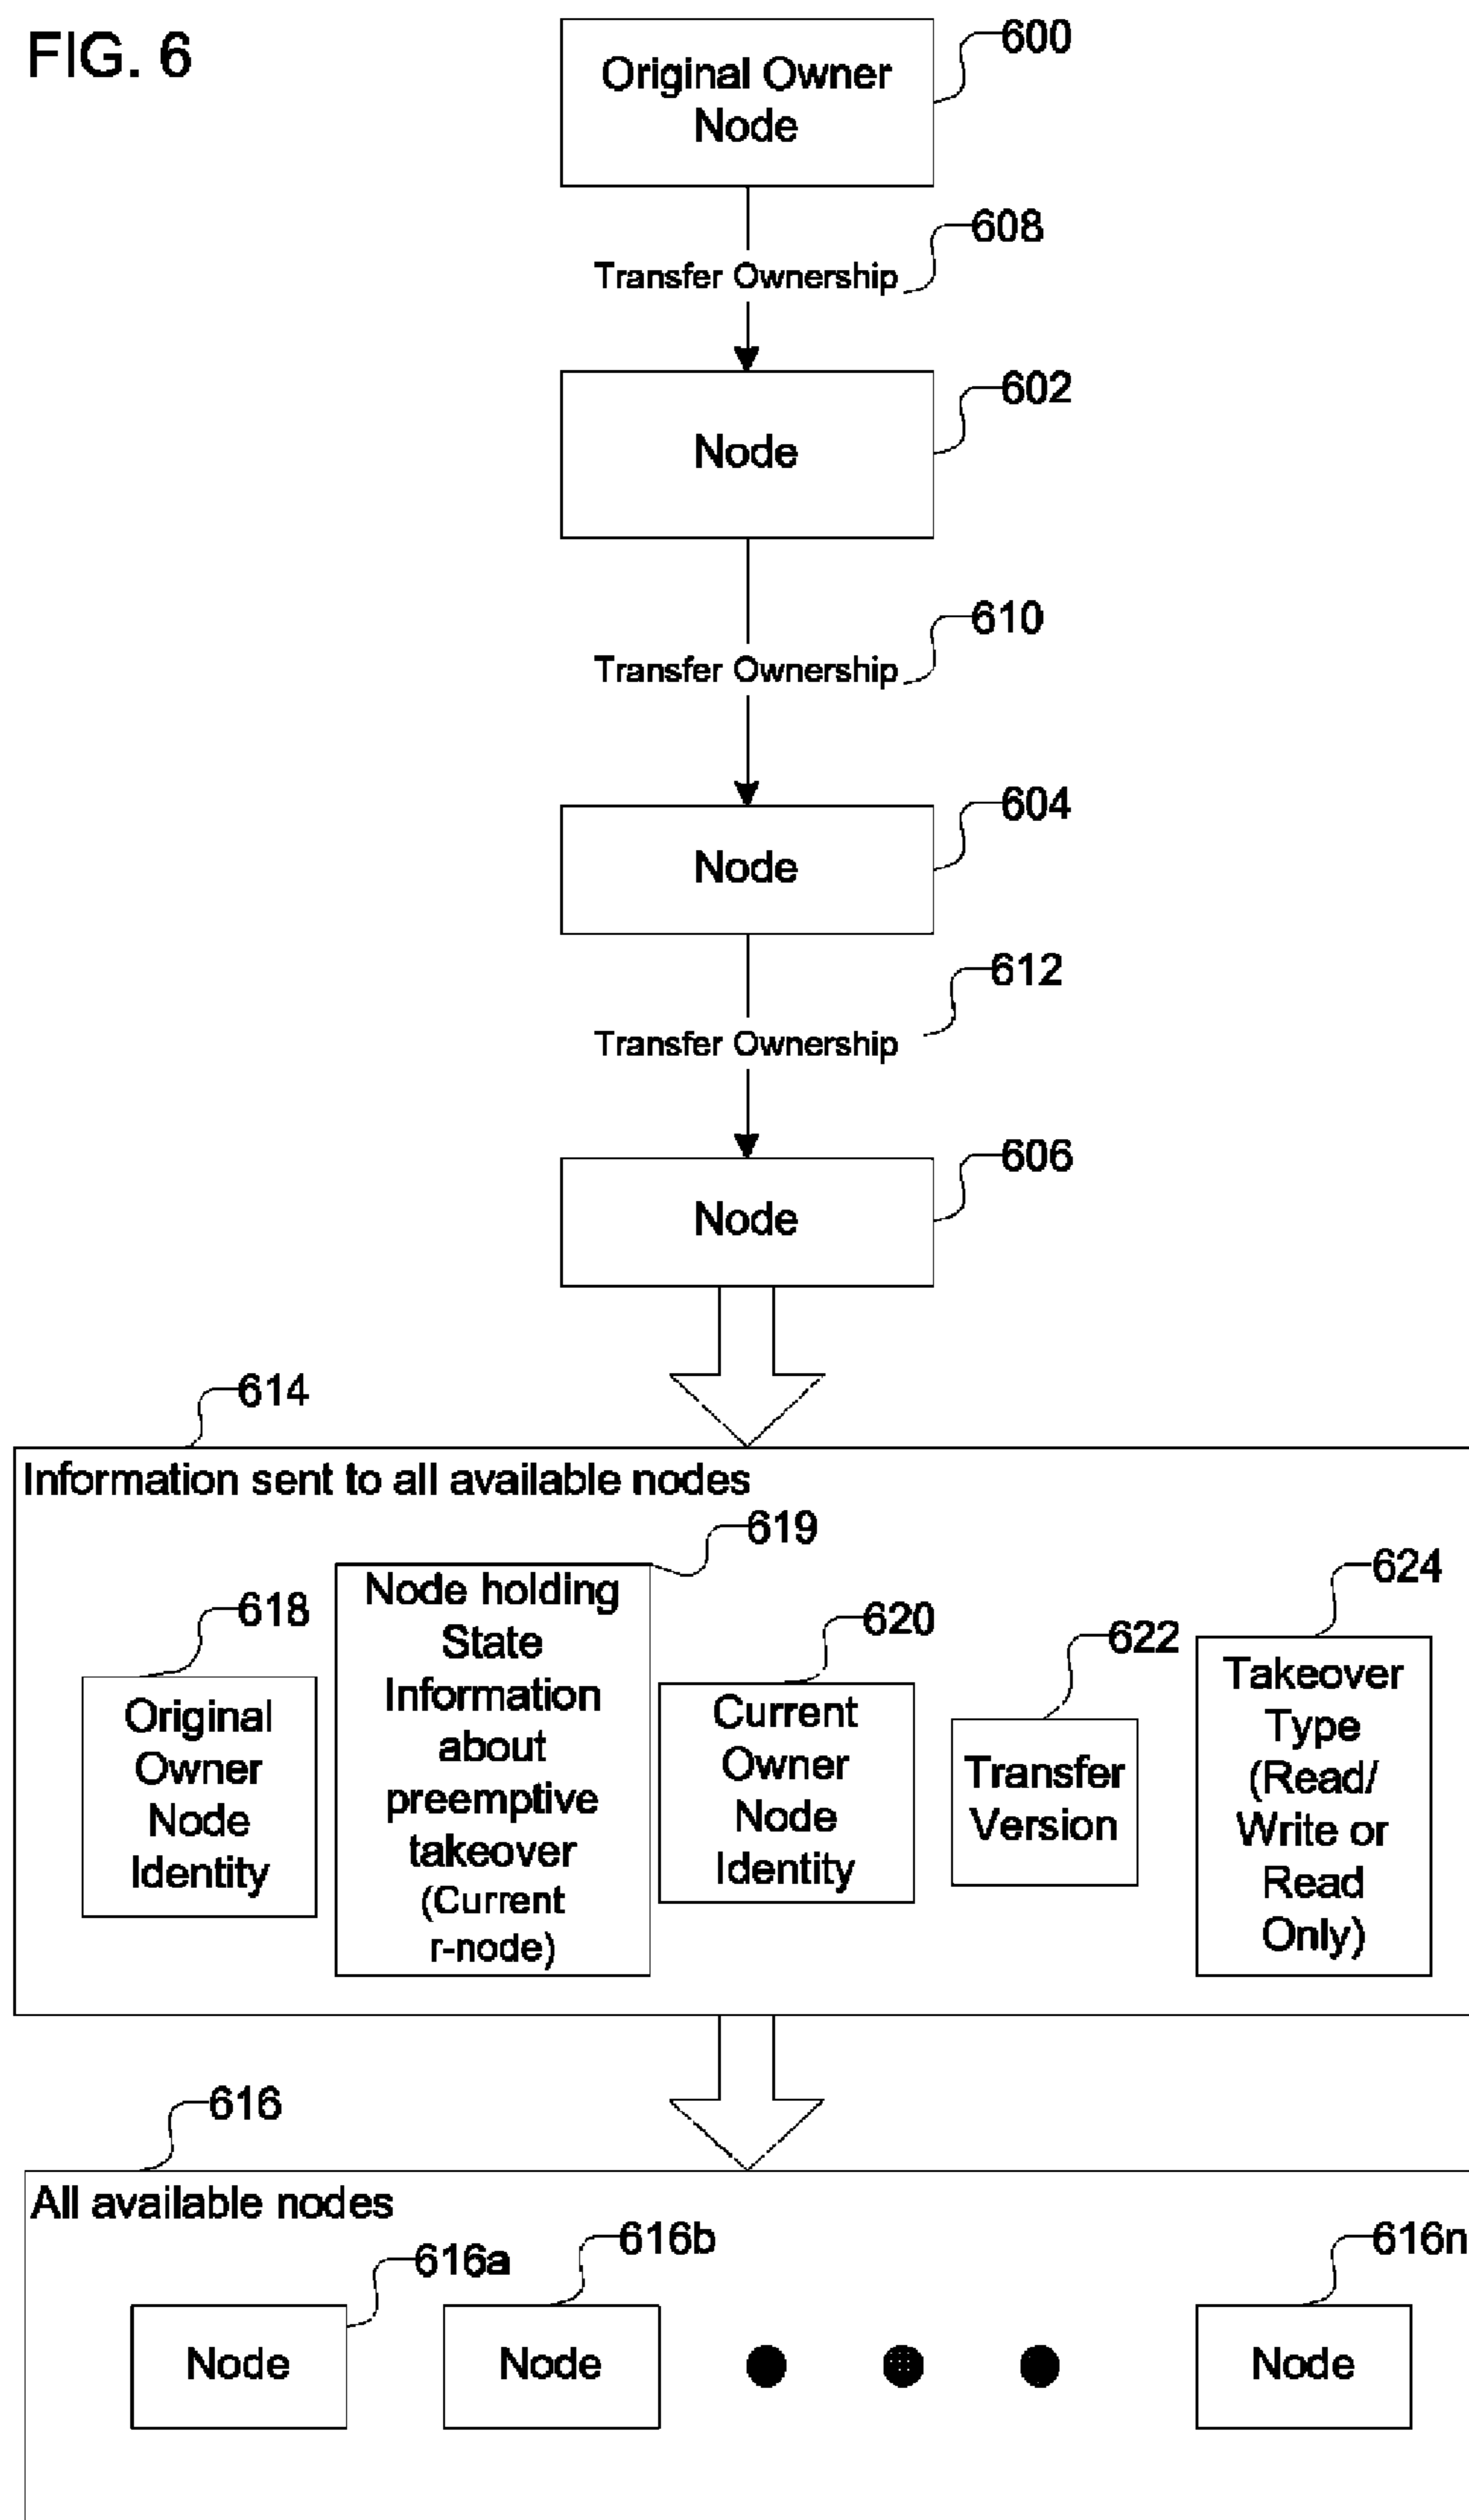 FIG. 6
600
Original Owner
Node
608
Transfer Ownership
602
Node
610
Transfer Ownership
604
Node
612
Transfer Ownership
606
Node
614
Information sent to all available nodes
618
Original
Owner
Node
Identity
619
Node holding
State
Information
about
preemptive
takeover
(Current
r-node)
620
Current
Owner
Node
Identity
622
Transfer
Version
624
Takeover
Type
(Read/
Write or
Read
Only)
616
All available nodes
616a
Node
616b
Node
616n
Node